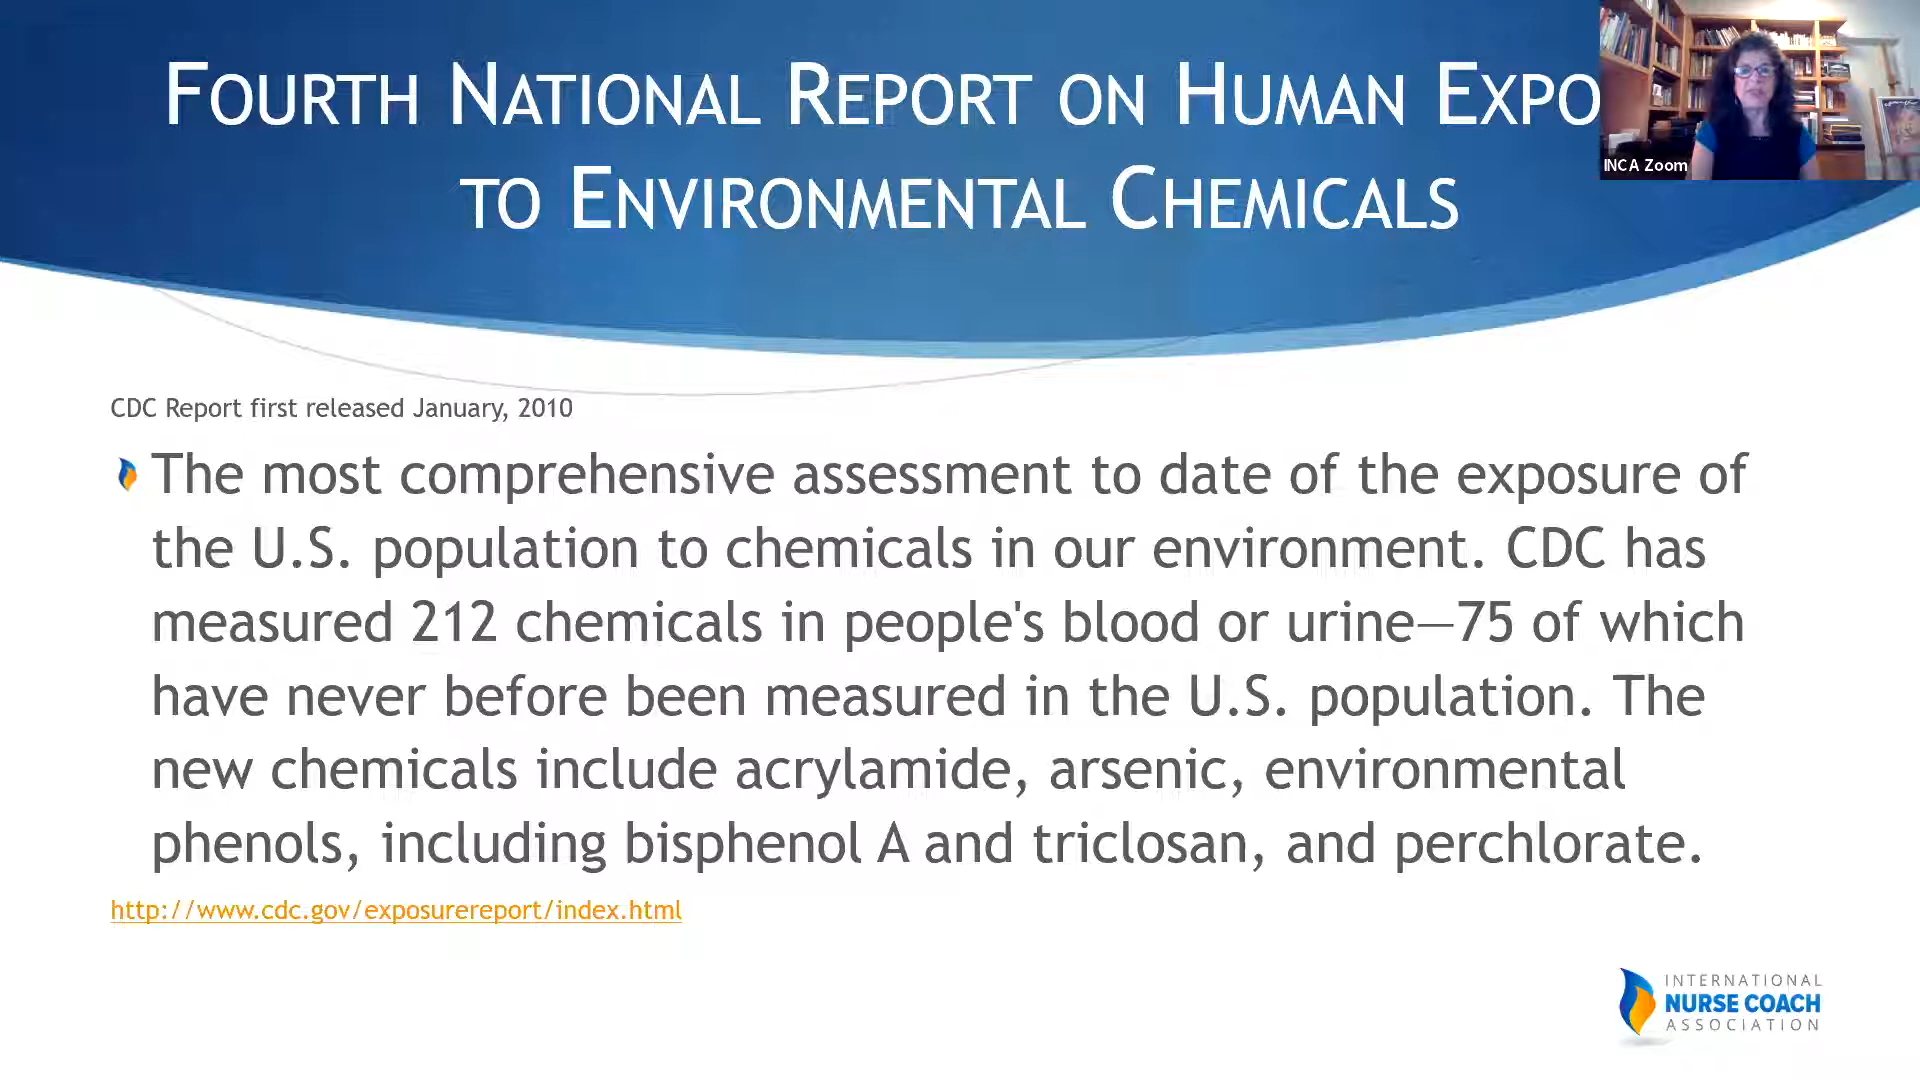 FOURTH NATIONAL REPORT ON HUMAN EXPO
TO ENVIRONMENTAL CHEMICALS
INCA Zoom
CDC Report first released January, 2010
The most comprehensive assessment to date of the exposure of
the U.S. population to chemicals in our environment. CDC has
measured 212 chemicals in people's blood or urine—75 of which
have never before been measured in the U.S. population. The
new chemicals include acrylamide, arsenic, environmental
phenols, including bisphenol A and triclosan, and perchlorate.
http://www.cdc.gov/exposurereport/index.html
INTERNATIONAL
NURSE COACH
ASSOCIATION